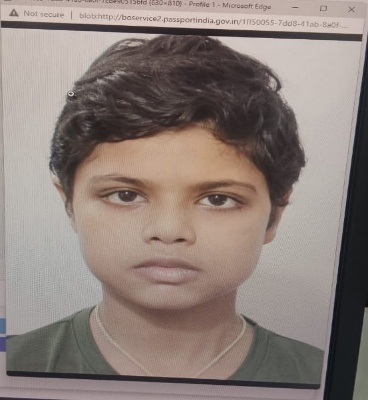 (630×810) - Profile 1 - Microsoft Edge
Not secure | blob:http://boservice2.passportindia.gov.in/